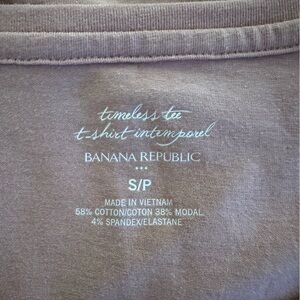 timeless tee
t-shirt intemporel
BANANA REPUBLIC
S/P
MADE IN VIETNAM
58% COTTON/COTON 38% MODAL,
4% SPANDEX/ELASTANE